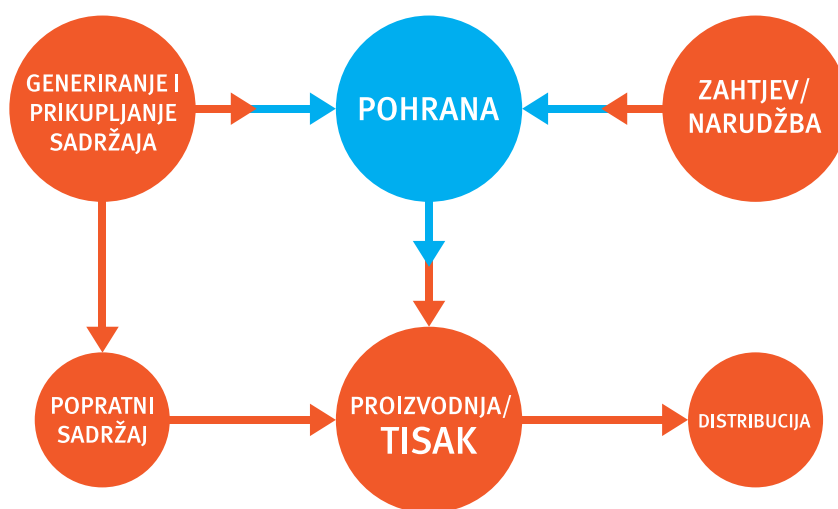 GENERIRANJE I
PRIKUPLJANJE
SADRŽAJA
POHRANA
ZAHTJEV/
NARUDŽBA
POPRATNI
SADRŽAJ
PROIZVODNJA/
TISAK
DISTRIBUCIJA